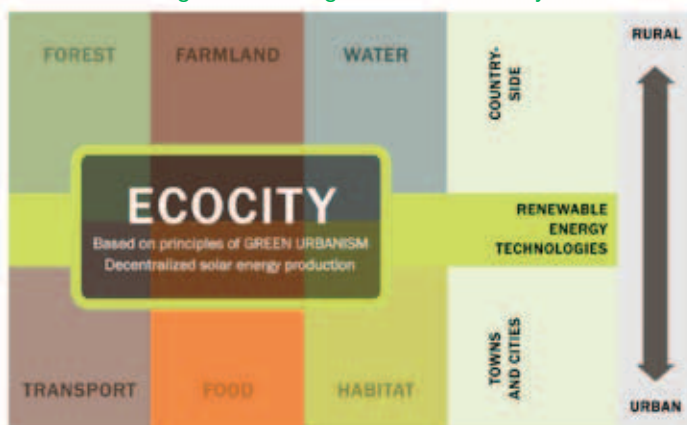 RURAL
FOREST
FARMLAND
WATER
COUNTRY-
SIDE
ECOCITY
Based on principles of GREEN URBANISM
Decentralized solar energy production
RENEWABLE
ENERGY
TECHNOLOGIES
TRANSPORT
FOOD
HABITAT
TOWNS
AND CITIES
URBAN